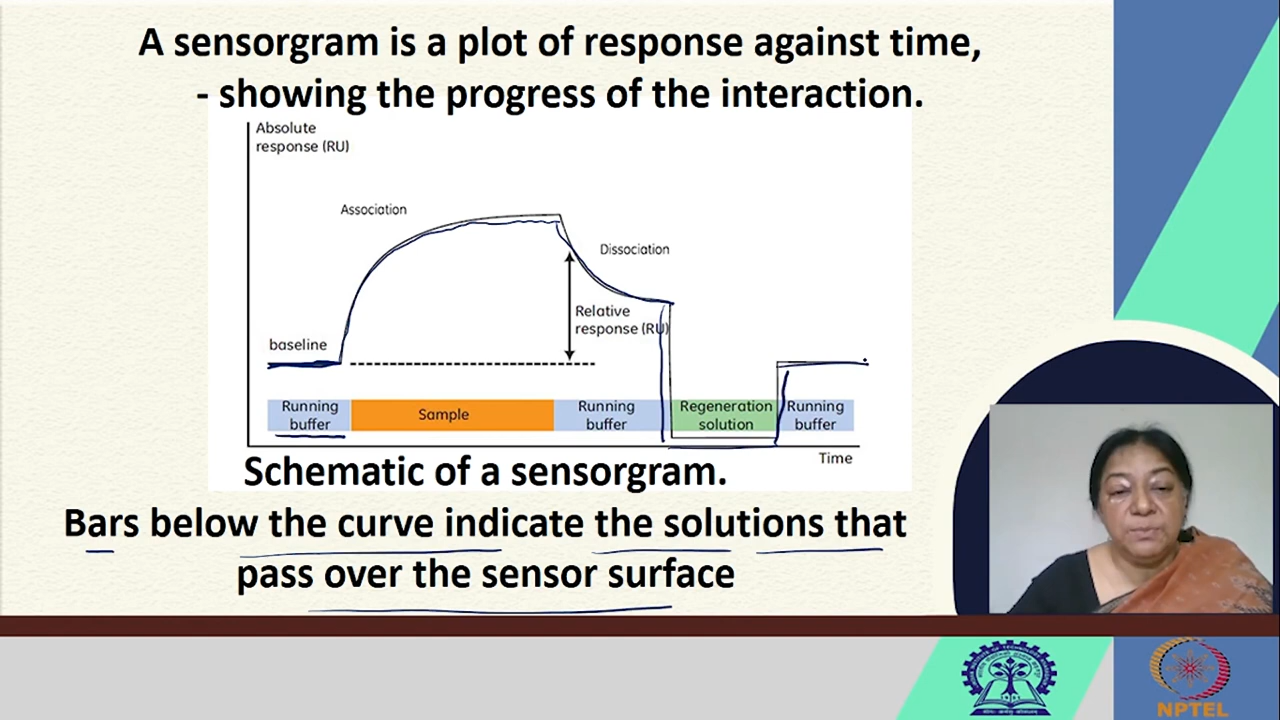 A sensorgram is a plot of response against time,
- showing the progress of the interaction.
Absolute
response (RU)
Association
Dissociation
Relative
response (RU)
baseline
Running
buffer
Sample
Running
buffer
Regeneration
solution
Running
buffer
Time
Schematic of a sensorgram.
Bars below the curve indicate the solutions that
pass over the sensor surface
NPTEL